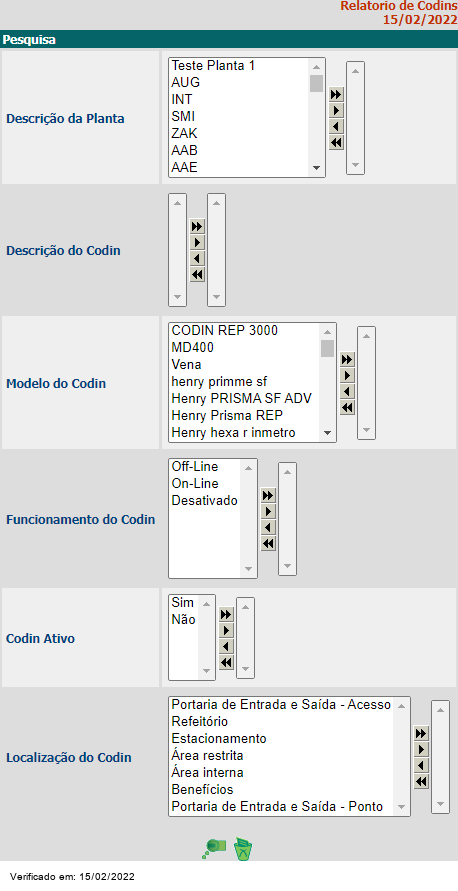 Relatorio de Codins
15/02/2022
Pesquisa
Descrição da Planta
Teste Planta 1
AUG
INT
SMI
ZAK
AAB
AAE
Descrição do Codin
Modelo do Codin
CODIN REP 3000
MD400
Vena
henry primme sf
Henry PRISMA SF ADV
Henry Prisma REP
Henry hexa r inmetro
Funcionamento do Codin
Off-Line
On-Line
Desativado
Codin Ativo
Sim
Não
Localização do Codin
Portaria de Entrada e Saída - Acesso
Refeitório
Estacionamento
Área restrita
Área interna
Benefícios
Portaria de Entrada e Saída - Ponto
Verificado em: 15/02/2022